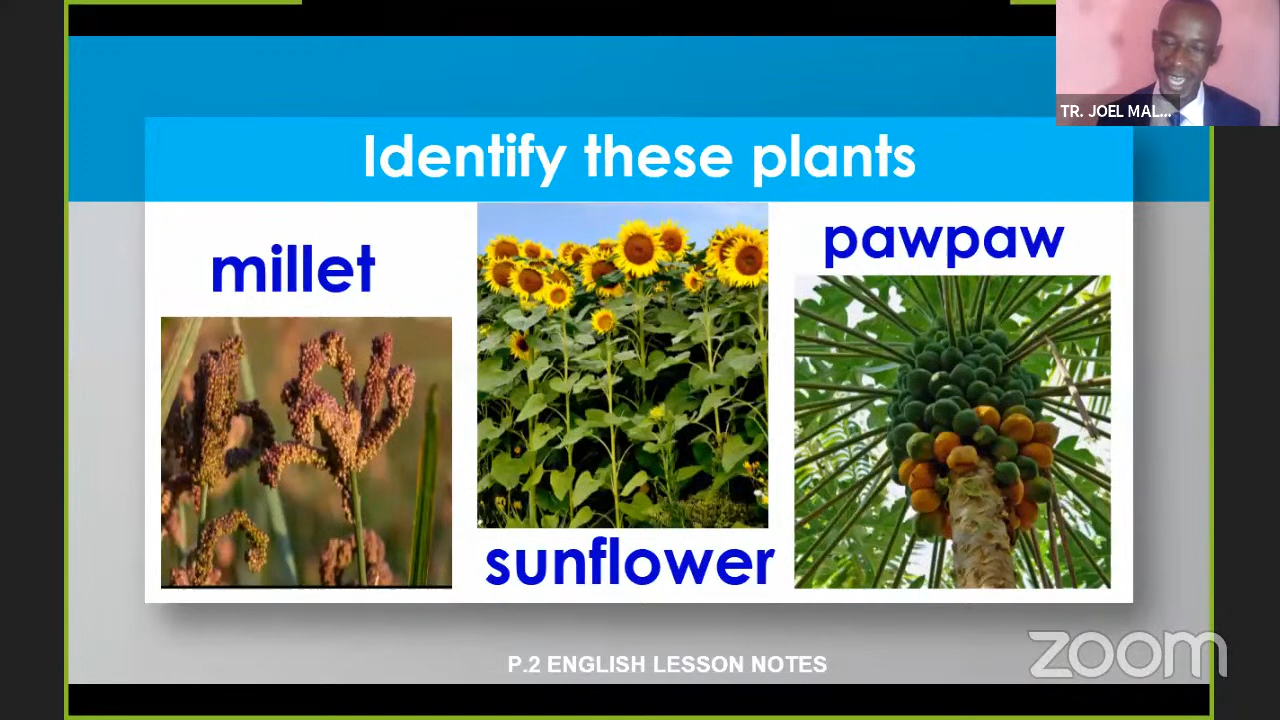 TR. JOEL MAL...
Identify these plants
millet
pawpaw
sunflower
P.2 ENGLISH LESSON NOTES
zoom